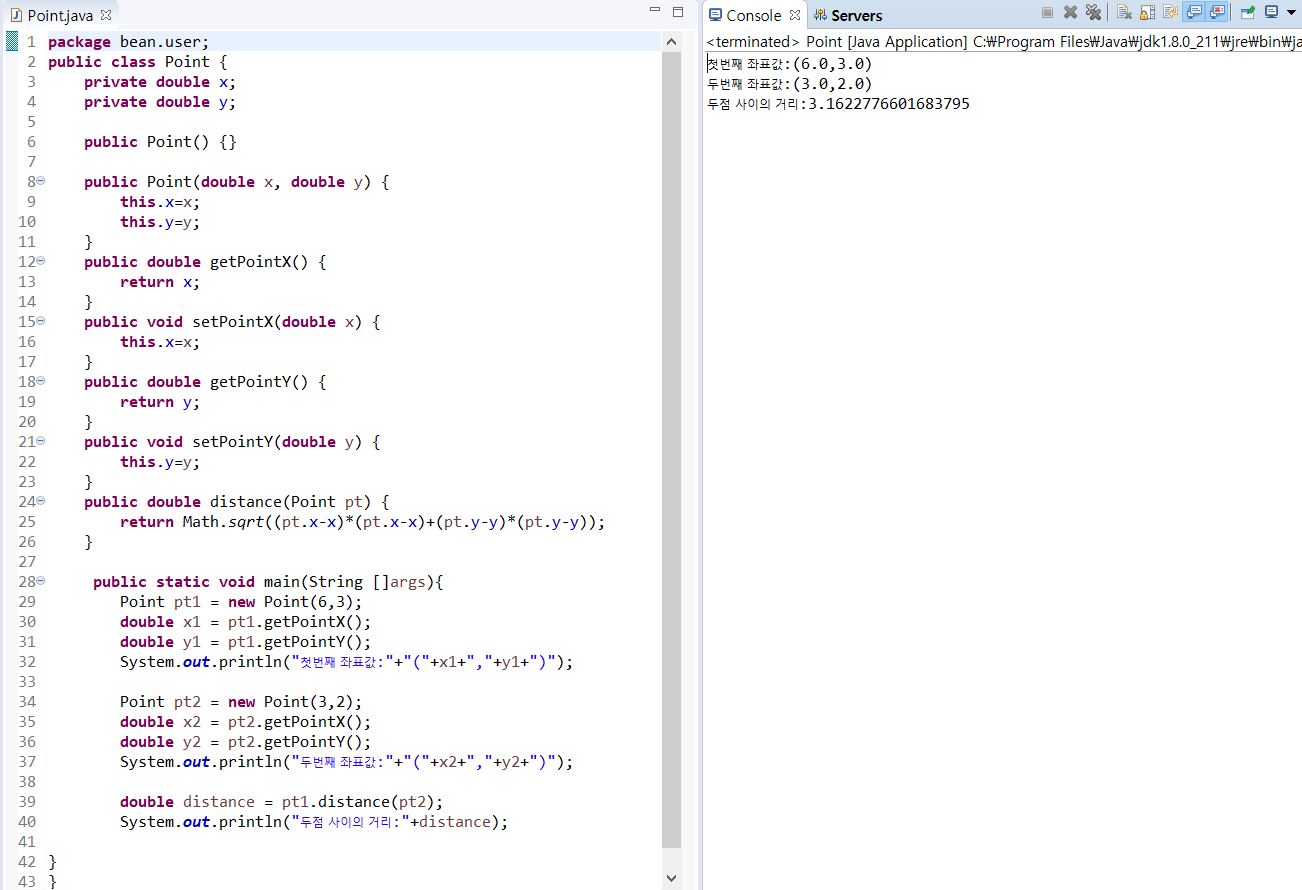 Point.java
1 package bean.user;
2 public class Point {
3     private double x;
4     private double y;
5
6     public Point() {}
7
8     public Point(double x, double y) {
9         this.x=x;
10         this.y=y;
11     }
12     public double getPointX() {
13         return x;
14     }
15     public void setPointX(double x) {
16         this.x=x;
17     }
18     public double getPointY() {
19         return y;
20     }
21     public void setPointY(double y) {
22         this.y=y;
23     }
24     public double distance(Point pt) {
25         return Math.sqrt((pt.x-x)*(pt.x-x)+(pt.y-y)*(pt.y-y));
26     }
27
28      public static void main(String []args){
29         Point pt1 = new Point(6,3);
30         double x1 = pt1.getPointX();
31         double y1 = pt1.getPointY();
32         System.out.println("첫번째 좌표값:"+"("+x1+","+y1+")");
33
34         Point pt2 = new Point(3,2);
35         double x2 = pt2.getPointX();
36         double y2 = pt2.getPointY();
37         System.out.println("두번째 좌표값:"+"("+x2+","+y2+")");
38
39         double distance = pt1.distance(pt2);
40         System.out.println("두점 사이의 거리:"+distance);
41
42 }
43 }
Console Servers
<terminated> Point [Java Application] C:₩Program Files₩Java₩jdk1.8.0_211₩jre₩bin₩ja
첫번째 좌표값:(6.0,3.0)
두번째 좌표값:(3.0,2.0)
두점 사이의 거리:3.1622776601683795